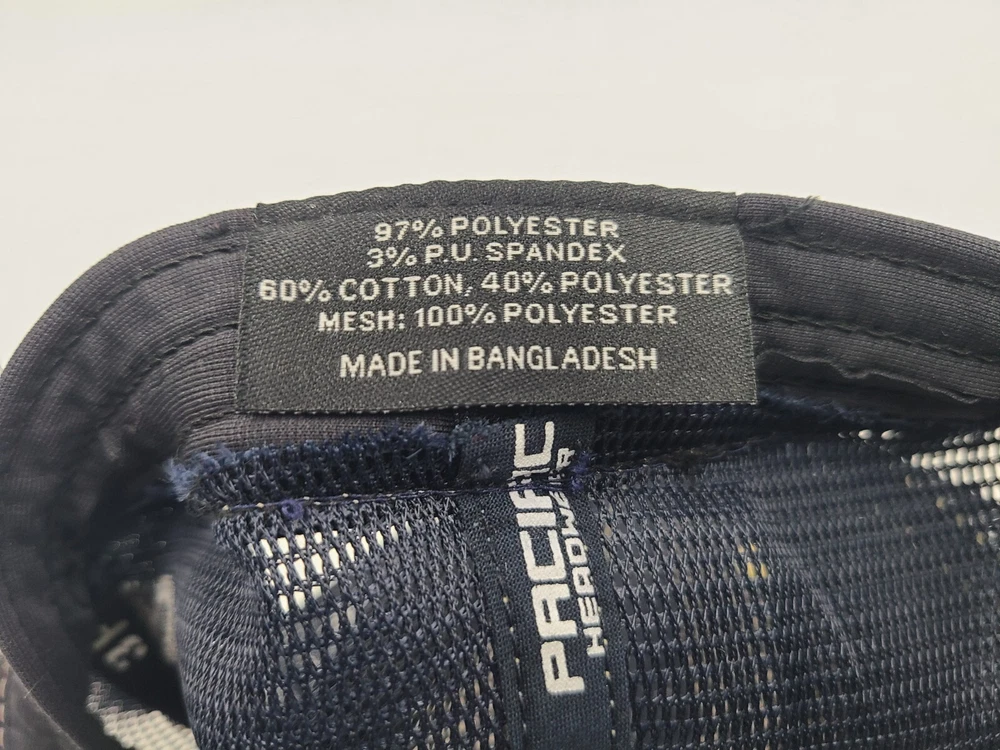 97% POLYESTER
3% P.U. SPANDEX
60% COTTON, 40% POLYESTER
MESH: 100% POLYESTER
MADE IN BANGLADESH
PACIFIC
HEADWEAR